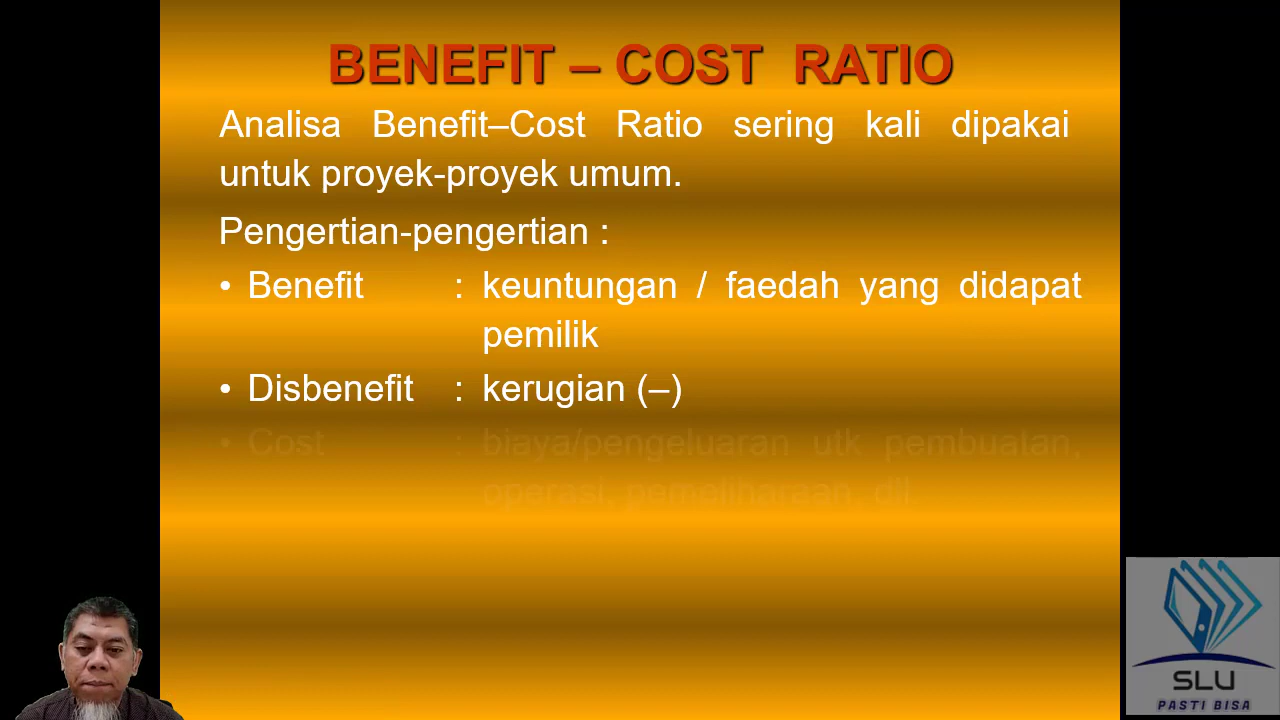 BENEFIT – COST RATIO
Analisa Benefit–Cost Ratio sering kali dipakai
untuk proyek-proyek umum.
Pengertian-pengertian :
• Benefit : keuntungan / faedah yang didapat
pemilik
• Disbenefit : kerugian (–)
• Cost : biaya/pengeluaran utk pembuatan,
operasi, pemeliharaan, dll.
SLU
PASTI BISA